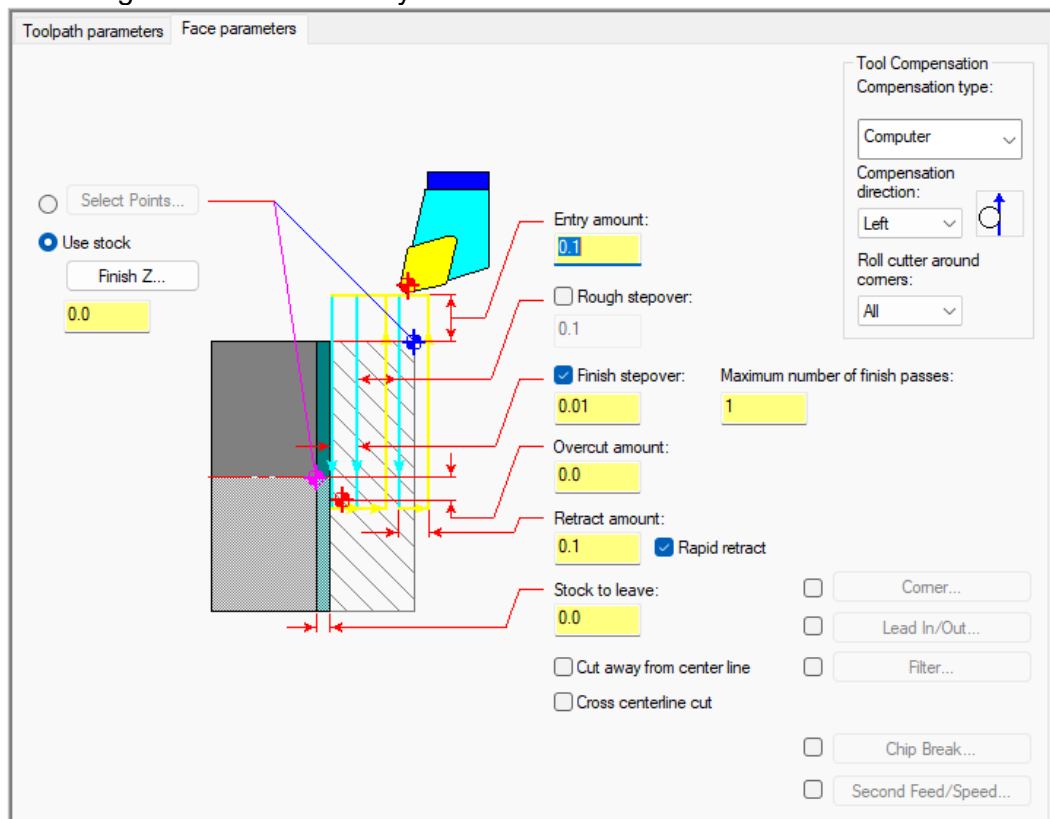 Toolpath parameters
Face parameters
Tool Compensation
Compensation type:
Computer
Compensation
direction:
Left
Roll cutter around
corners:
All
Select Points...
Use stock
Finish Z...
0.0
Entry amount:
0.1
Rough stepover:
0.1
Finish stepover:
Maximum number of finish passes:
0.01
1
Overcut amount:
0.0
Retract amount:
0.1
Rapid retract
Stock to leave:
0.0
Cut away from center line
Cross centerline cut
Corner...
Lead In/Out...
Filter...
Chip Break...
Second Feed/Speed...